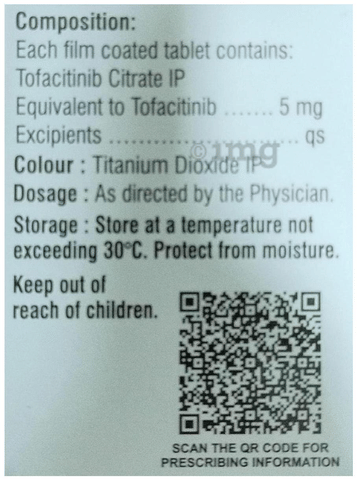 Composition:
Each film coated tablet contains:
Tofacitinib Citrate IP
Equivalent to Tofacitinib ....... 5 mg
Excipients ............................ qs
Colour : Titanium Dioxide IP
Dosage : As directed by the Physician.
Storage : Store at a temperature not
exceeding 30°C. Protect from moisture.
Keep out of
reach of children.
SCAN THE QR CODE FOR
PRESCRIBING INFORMATION
©1mg